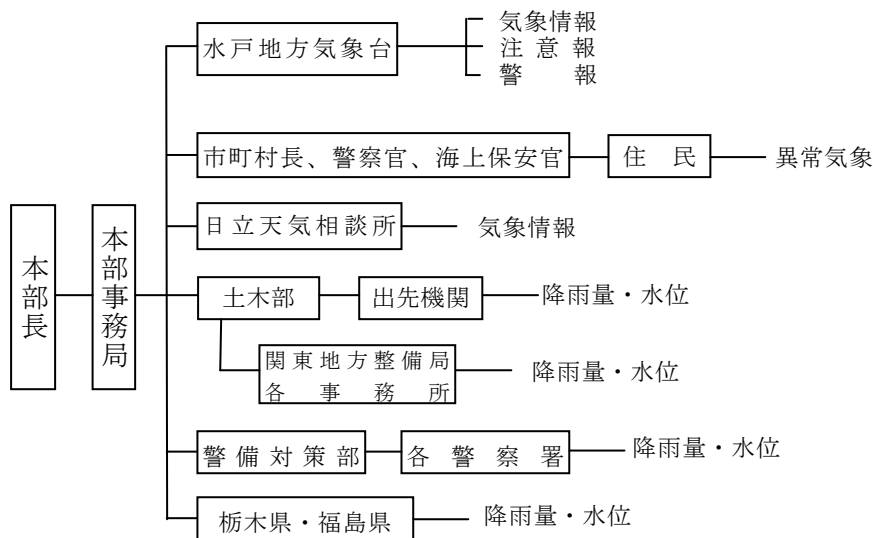 気象情報
水戸地方気象台
注意報
警報
市町村長、警察官、海上保安官
住民
異常気象
日立天気相談所
気象情報
本部長
本部事務局
土木部
出先機関
降雨量・水位
関東地方整備局
各事務所
降雨量・水位
警備対策部
各警察署
降雨量・水位
栃木県・福島県
降雨量・水位